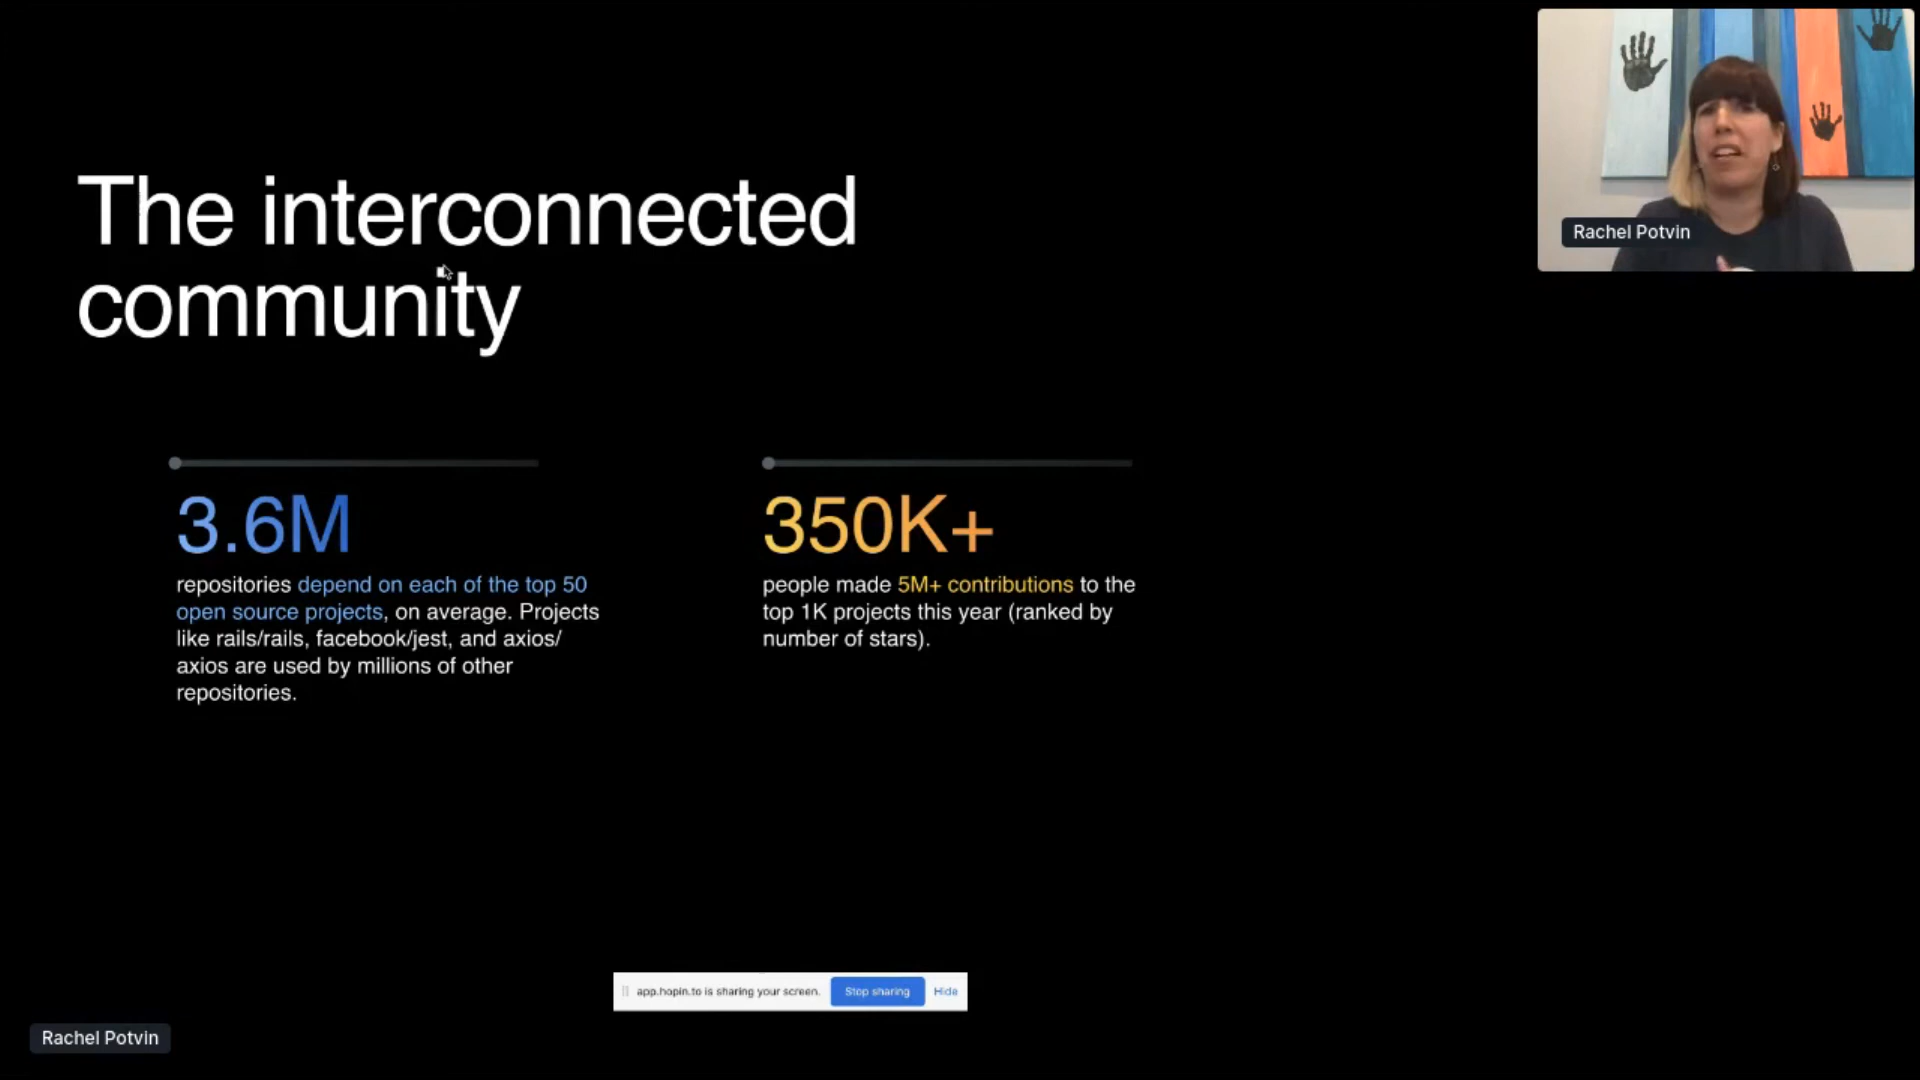 The interconnected
community
3.6M
repositories depend on each of the top 50
open source projects, on average. Projects
like rails/rails, facebook/jest, and axios/
axios are used by millions of other
repositories.
350K+
people made 5M+ contributions to the
top 1K projects this year (ranked by
number of stars).
Rachel Potvin
app.hopin.to is sharing your screen. Stop sharing Hide
Rachel Potvin